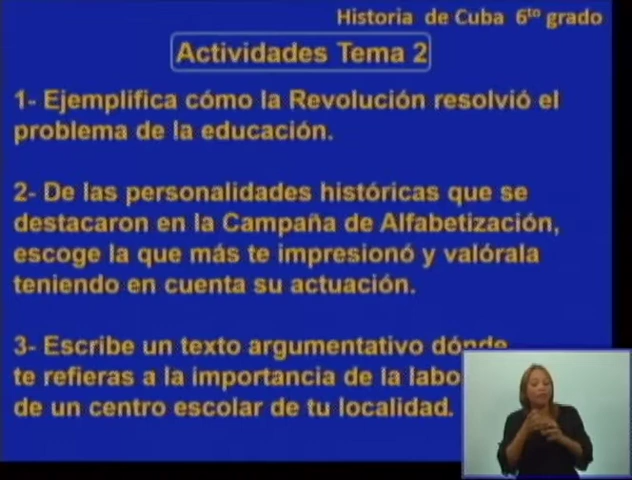 Historia de Cuba 6to grado
Actividades Tema 2
1- Ejemplifica cómo la Revolución resolvió el
problema de la educación.
2- De las personalidades históricas que se
destacaron en la Campaña de Alfabetización,
escoge la que más te impresionó y valórala
teniendo en cuenta su actuación.
3- Escribe un texto argumentativo dónde
te refieras a la importancia de la labo
de un centro escolar de tu localidad.